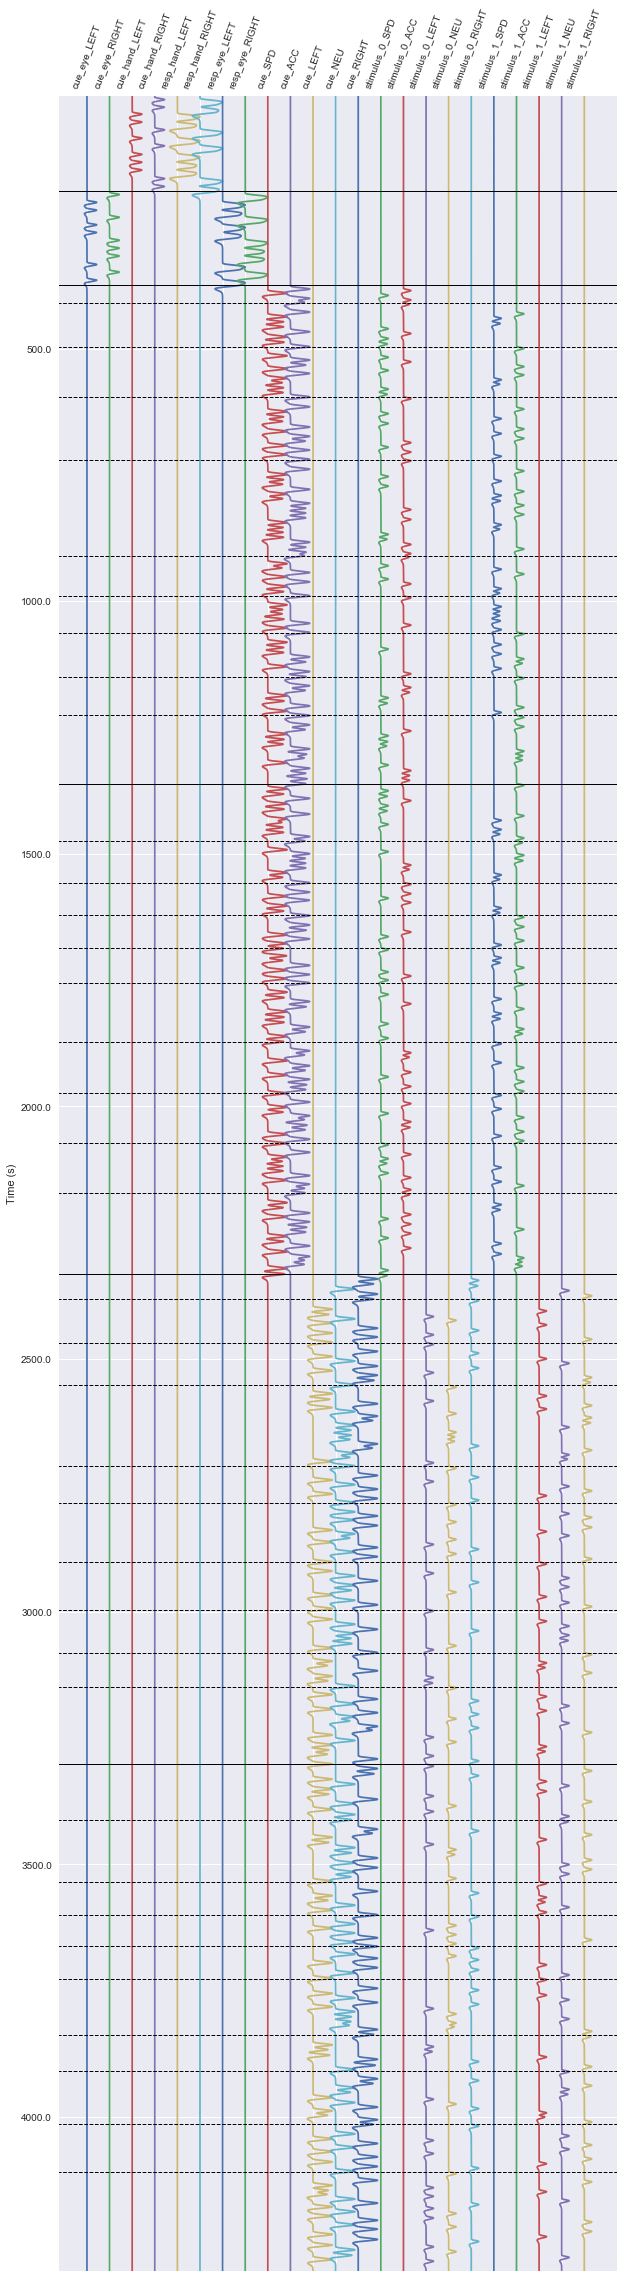 cue_eye_LEFT
cue_eye_RIGHT
cue_hand_LEFT
cue_hand_RIGHT
resp_hand_LEFT
resp_hand_RIGHT
resp_eye_LEFT
resp_eye_RIGHT
cue_SPD
cue_ACC
cue_LEFT
cue_NEU
cue_RIGHT
stimulus_0_SPD
stimulus_0_ACC
stimulus_0_LEFT
stimulus_0_NEU
stimulus_0_RIGHT
stimulus_1_SPD
stimulus_1_ACC
stimulus_1_LEFT
stimulus_1_NEU
stimulus_1_RIGHT
500.0
1000.0
1500.0
2000.0
Time (s)
2500.0
3000.0
3500.0
4000.0